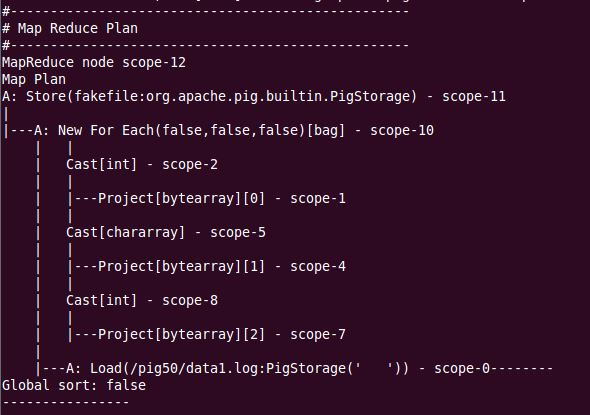 #--------------------------------------------------
# Map Reduce Plan
#--------------------------------------------------
MapReduce node scope-12
Map Plan
A: Store(fakefile:org.apache.pig.builtin.PigStorage) - scope-11
|
|---A: New For Each(false,false,false)[bag] - scope-10
    |   |
    |   Cast[int] - scope-2
    |   |
    |   |---Project[bytearray][0] - scope-1
    |   |
    |   Cast[chararray] - scope-5
    |   |
    |   |---Project[bytearray][1] - scope-4
    |   |
    |   Cast[int] - scope-8
    |   |
    |   |---Project[bytearray][2] - scope-7
    |
    |---A: Load(/pig50/data1.log:PigStorage('   ')) - scope-0--------
Global sort: false
----------------